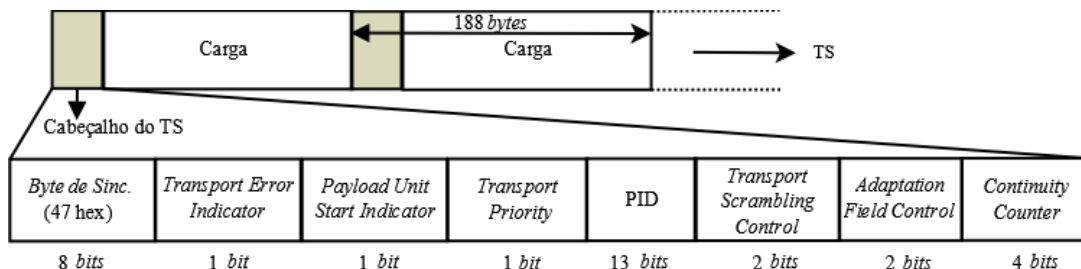 188 bytes
Carga
Carga
TS
Cabeçalho do TS
Byte de Sinc.
(47 hex)
Transport Error
Indicator
Payload Unit
Start Indicator
Transport
Priority
PID
Transport
Scrambling
Control
Adaptation
Field Control
Continuity
Counter
8 bits
1 bit
1 bit
1 bit
13 bits
2 bits
2 bits
4 bits